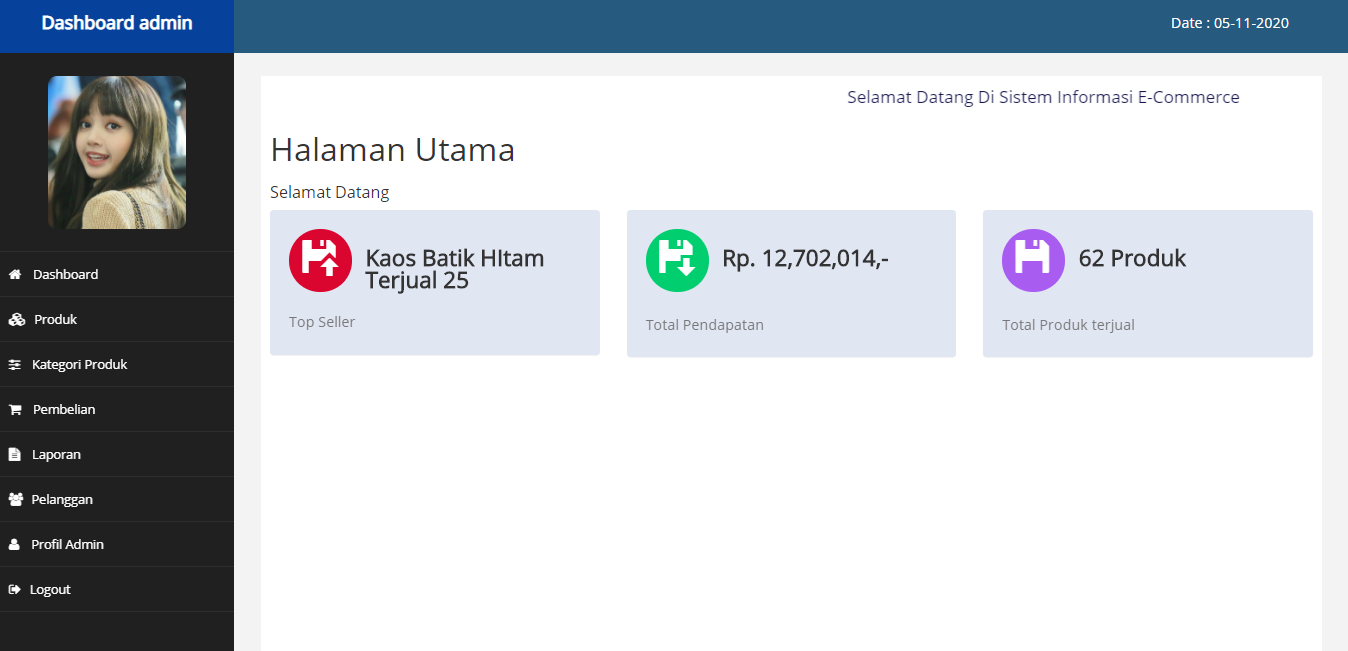 Dashboard admin
Date : 05-11-2020
Selamat Datang Di Sistem Informasi E-Commerce
Halaman Utama
Selamat Datang
Kaos Batik HItam
Terjual 25
Top Seller
Rp. 12,702,014,-
Total Pendapatan
62 Produk
Total Produk terjual
Dashboard
Produk
Kategori Produk
Pembelian
Laporan
Pelanggan
Profil Admin
Logout